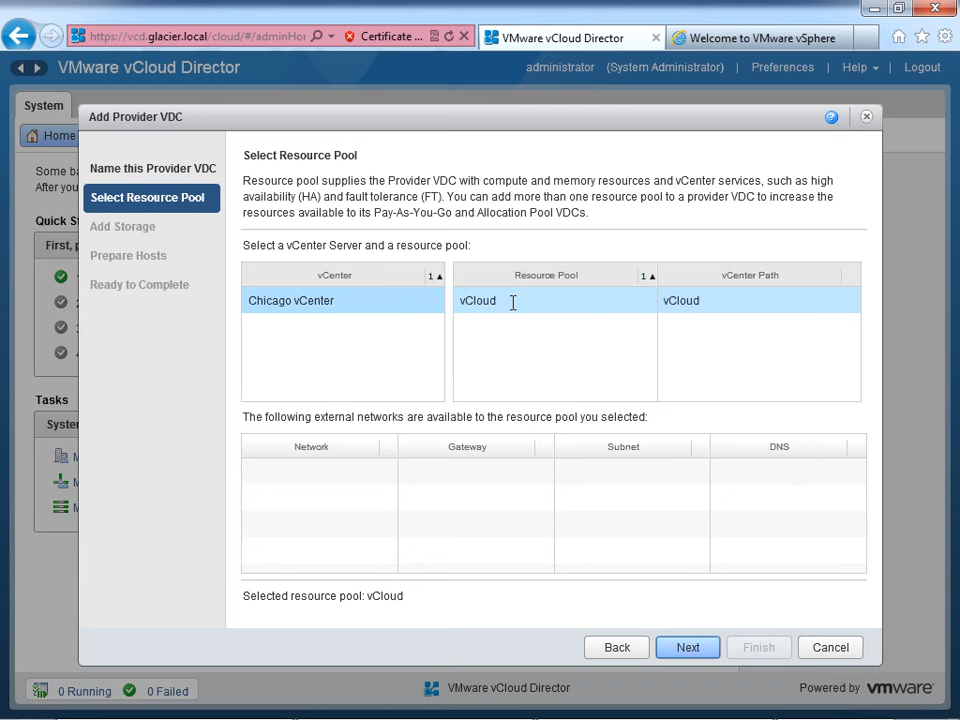 https://vcd.glacier.local/cloud/#/adminHor
Certificate ...
VMware vCloud Director
Welcome to VMware vSphere
VMware vCloud Director
administrator (System Administrator) | Preferences | Help | Logout
System
Home
Add Provider VDC
Some ba
After you
Quick S
First, p
Tasks
Syste
M
M
M
Name this Provider VDC
Select Resource Pool
Add Storage
Prepare Hosts
Ready to Complete
Select Resource Pool
Resource pool supplies the Provider VDC with compute and memory resources and vCenter services, such as high
availability (HA) and fault tolerance (FT). You can add more than one resource pool to a provider VDC to increase the
resources available to its Pay-As-You-Go and Allocation Pool VDCs.
Select a vCenter Server and a resource pool:
vCenter 1 ▲ Resource Pool 1 ▲ vCenter Path
Chicago vCenter vCloud vCloud
The following external networks are available to the resource pool you selected:
Network Gateway Subnet DNS
Selected resource pool: vCloud
Back Next Finish Cancel
0 Running 0 Failed
VMware vCloud Director
Powered by vmware